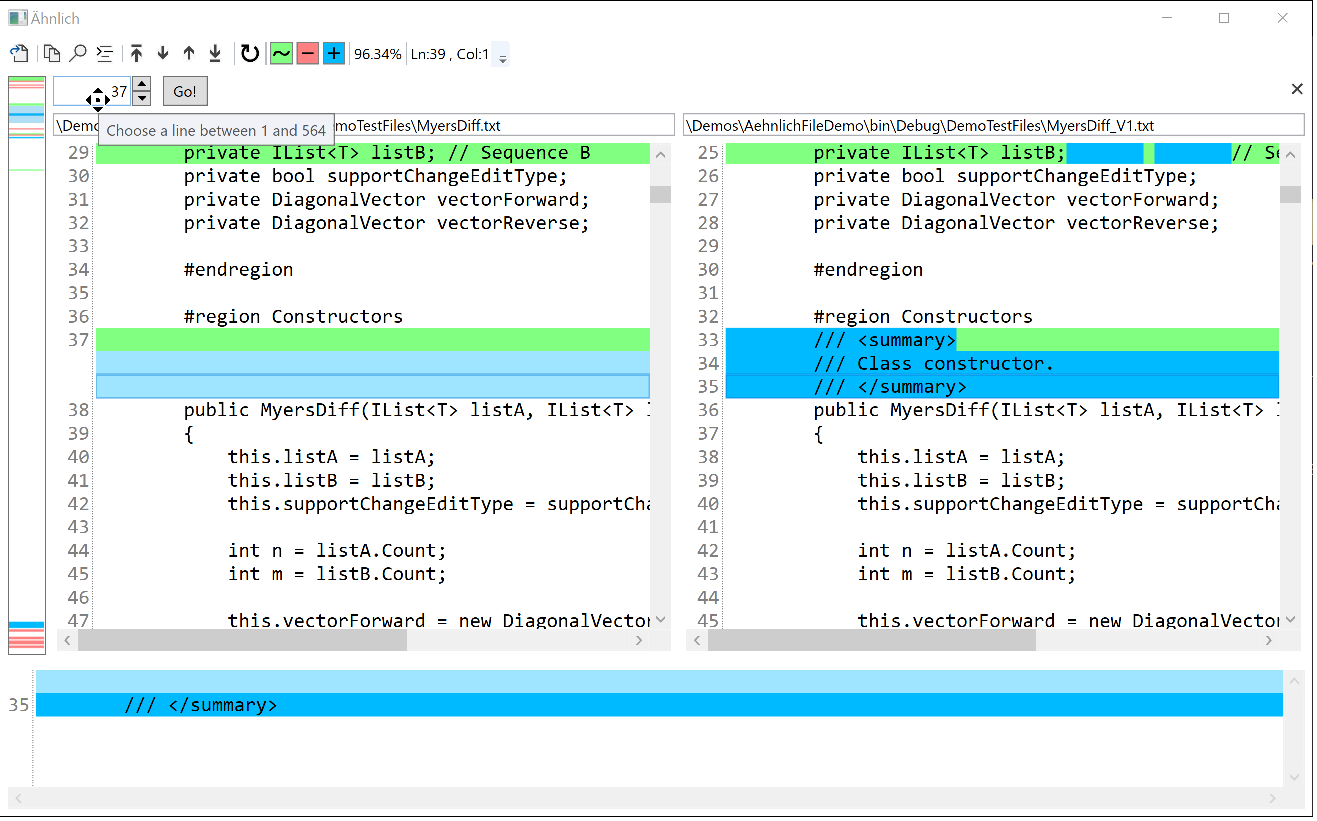 Ähnlich
96.34% Ln:39 , Col:1
37 Go!
\Demo
Choose a line between 1 and 564
moTestFiles\MyersDiff.txt
\Demos\AehnlichFileDemo\bin\Debug\DemoTestFiles\MyersDiff_V1.txt
29 private IList<T> listB; // Sequence B
30 private bool supportChangeEditType;
31 private DiagonalVector vectorForward;
32 private DiagonalVector vectorReverse;
33
34 #endregion
35
36 #region Constructors
37
38 public MyersDiff(IList<T> listA, IList<T> l
39 {
40 this.listA = listA;
41 this.listB = listB;
42 this.supportChangeEditType = supportCha
43
44 int n = listA.Count;
45 int m = listB.Count;
46
47 this.vectorForward = new DiagonalVector
25 private IList<T> listB; // Se
26 private bool supportChangeEditType;
27 private DiagonalVector vectorForward;
28 private DiagonalVector vectorReverse;
29
30 #endregion
31
32 #region Constructors
33 /// <summary>
34 /// Class constructor.
35 /// </summary>
36 public MyersDiff(IList<T> listA, IList<T>
37 {
38 this.listA = listA;
39 this.listB = listB;
40 this.supportChangeEditType = supportCha
41
42 int n = listA.Count;
43 int m = listB.Count;
44
45 this.vectorForward = new DiagonalVector
35 /// </summary>